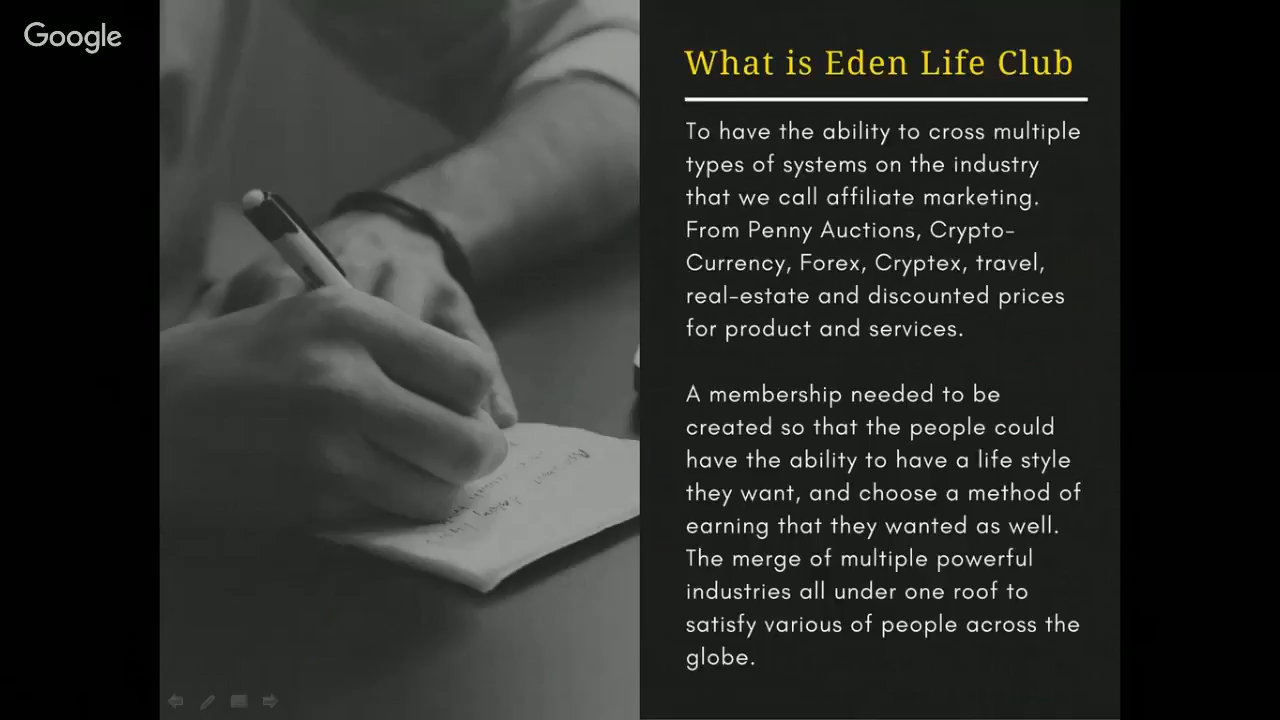 Google
What is Eden Life Club
To have the ability to cross multiple
types of systems on the industry
that we call affiliate marketing.
From Penny Auctions, Crypto-
Currency, Forex, Cryptex, travel,
real-estate and discounted prices
for product and services.
A membership needed to be
created so that the people could
have the ability to have a life style
they want, and choose a method of
earning that they wanted as well.
The merge of multiple powerful
industries all under one roof to
satisfy various of people across the
globe.